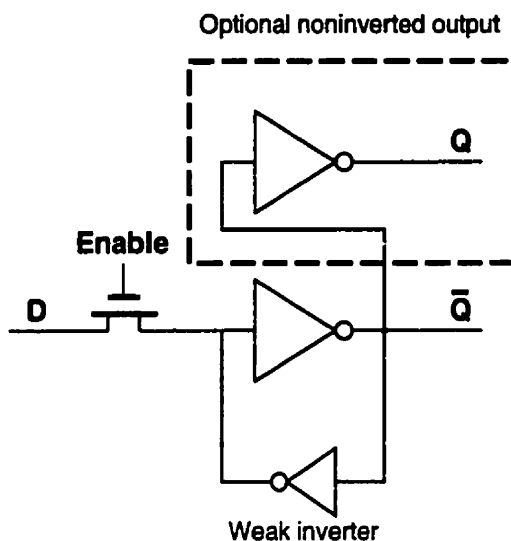 Optional noninverted output
Q
Enable
D
Q̅
Weak inverter